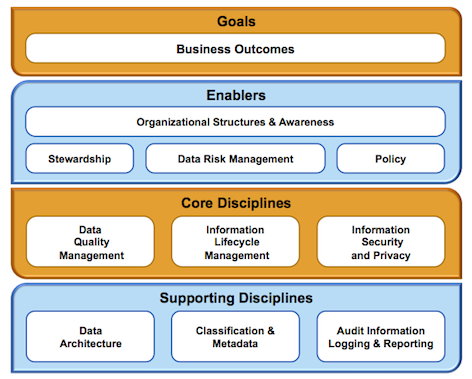 Goals
Business Outcomes
Enablers
Organizational Structures & Awareness
Stewardship
Data Risk Management
Policy
Core Disciplines
Data
Quality
Management
Information
Lifecycle
Management
Information
Security
and Privacy
Supporting Disciplines
Data
Architecture
Classification &
Metadata
Audit Information
Logging & Reporting